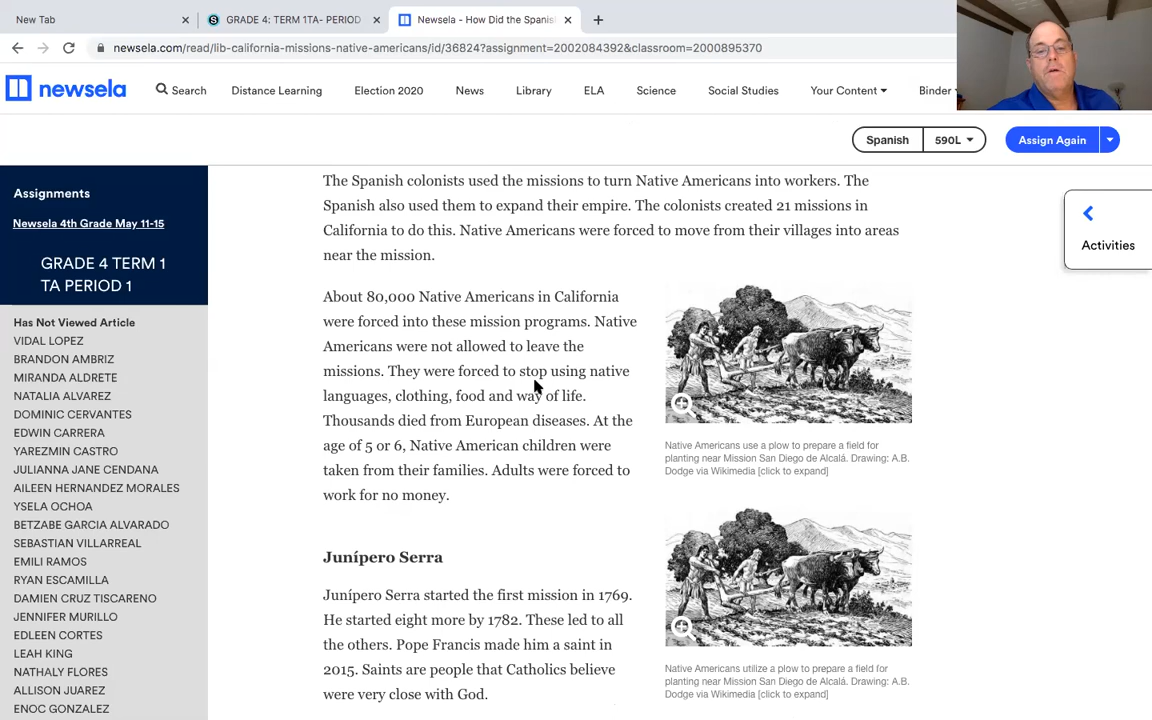 New Tab
GRADE 4: TERM 1TA- PERIOD
Newsela - How Did the Spanis
newsela.com/read/lib-california-missions-native-americans/id/36824?assignment=2002084392&classroom=2000895370
newsela
Search
Distance Learning
Election 2020
News
Library
ELA
Science
Social Studies
Your Content
Binder
Spanish
590L
Assign Again
Assignments
Newsela 4th Grade May 11-15
GRADE 4 TERM 1
TA PERIOD 1
Has Not Viewed Article
VIDAL LOPEZ
BRANDON AMBRIZ
MIRANDA ALDRETE
NATALIA ALVAREZ
DOMINIC CERVANTES
EDWIN CARRERA
YAREZMIN CASTRO
JULIANNA JANE CENDANA
AILEEN HERNANDEZ MORALES
YSELA OCHOA
BETZABE GARCIA ALVARADO
SEBASTIAN VILLARREAL
EMILI RAMOS
RYAN ESCAMILLA
DAMIEN CRUZ TISCARENO
JENNIFER MURILLO
EDLEEN CORTES
LEAH KING
NATHALY FLORES
ALLISON JUAREZ
ENOC GONZALEZ
The Spanish colonists used the missions to turn Native Americans into workers. The
Spanish also used them to expand their empire. The colonists created 21 missions in
California to do this. Native Americans were forced to move from their villages into areas
near the mission.
About 80,000 Native Americans in California
were forced into these mission programs. Native
Americans were not allowed to leave the
missions. They were forced to stop using native
languages, clothing, food and way of life.
Thousands died from European diseases. At the
age of 5 or 6, Native American children were
taken from their families. Adults were forced to
work for no money.
Native Americans use a plow to prepare a field for
planting near Mission San Diego de Alcalá. Drawing: A.B.
Dodge via Wikimedia [click to expand]
Junípero Serra
Junípero Serra started the first mission in 1769.
He started eight more by 1782. These led to all
the others. Pope Francis made him a saint in
2015. Saints are people that Catholics believe
were very close with God.
Native Americans utilize a plow to prepare a field for
planting near Mission San Diego de Alcalá. Drawing: A.B.
Dodge via Wikimedia [click to expand]
Activities